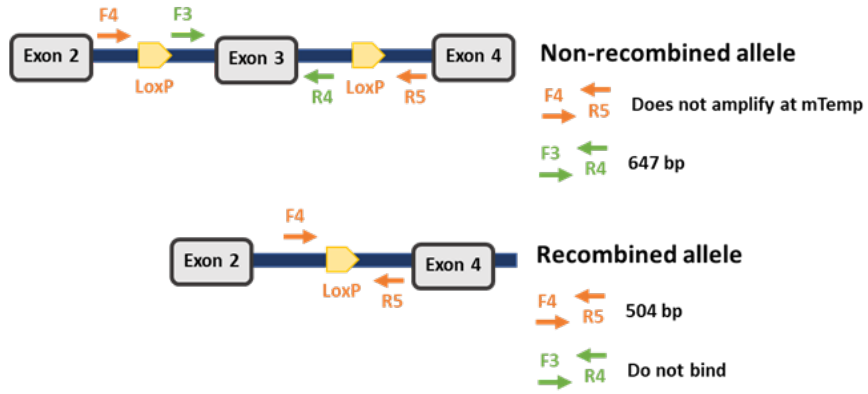 F4
F3
Exon 2
Exon 3
Exon 4
LoxP
R4
LoxP
R5
Non-recombined allele
F4
R5
Does not amplify at mTemp
F3
R4
647 bp
F4
Exon 2
Exon 4
LoxP
R5
Recombined allele
F4
R5
504 bp
F3
R4
Do not bind